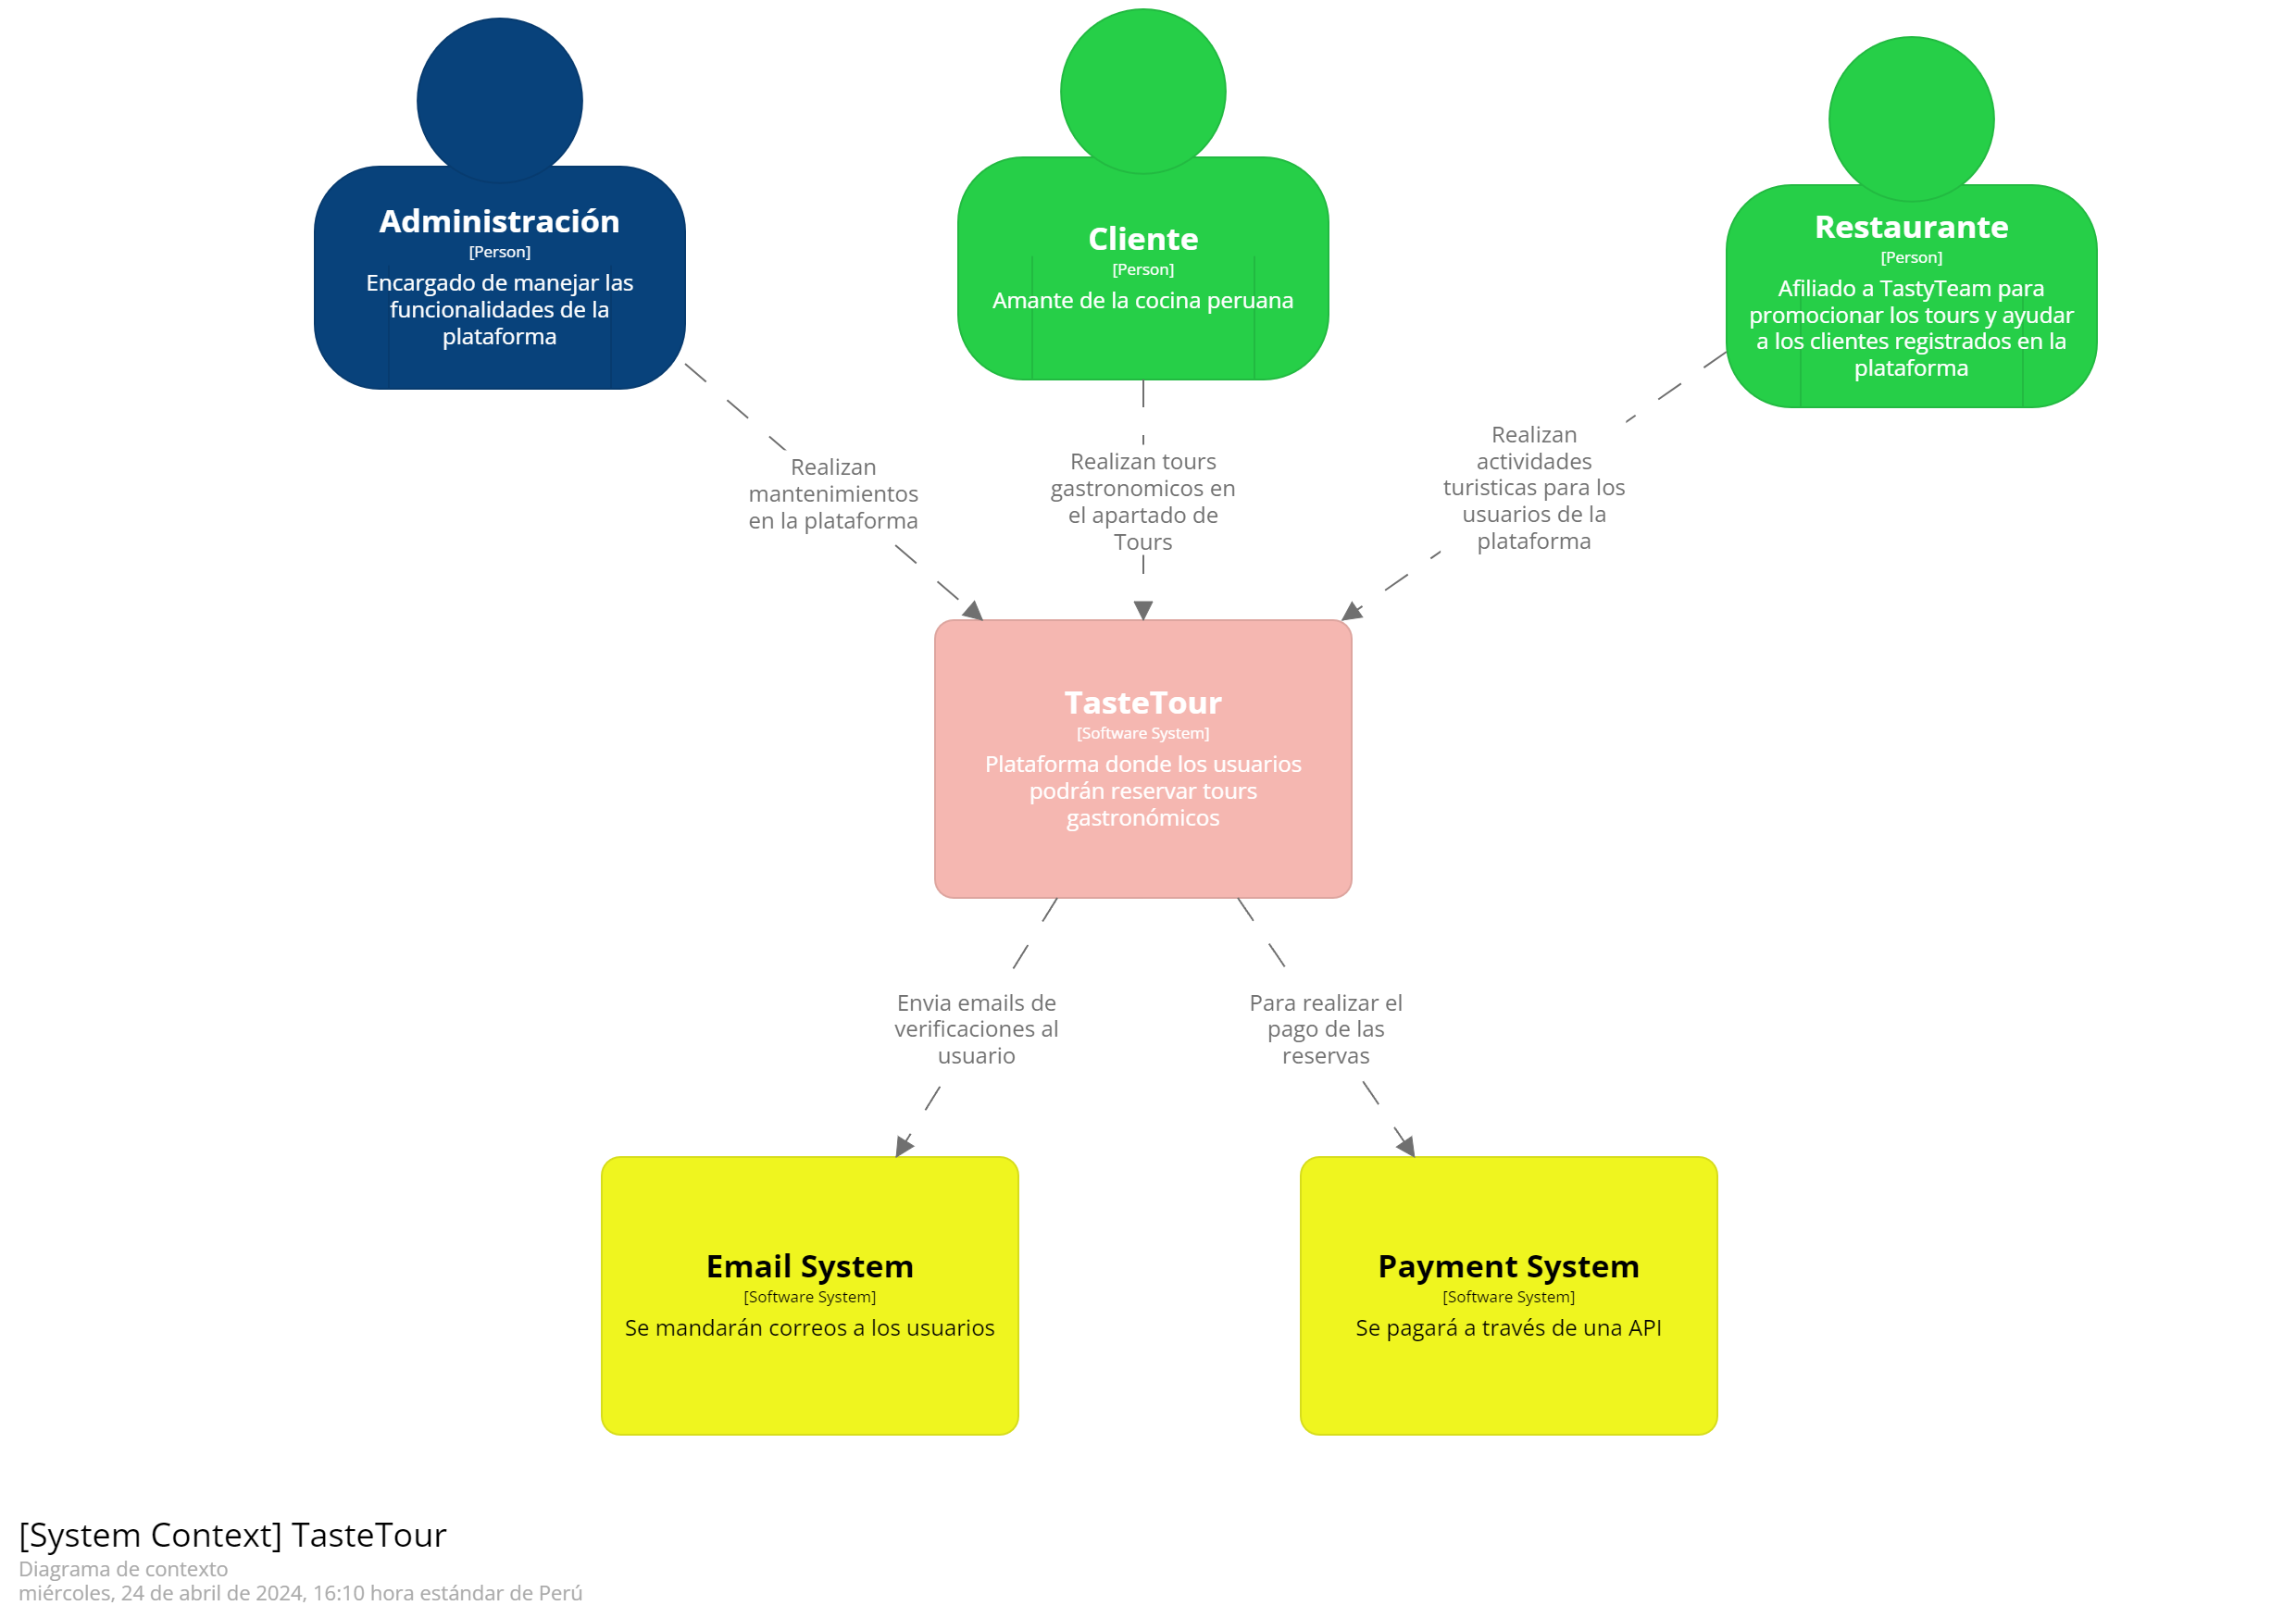 Administración
[Person]
Encargado de manejar las
funcionalidades de la
plataforma
Cliente
[Person]
Amante de la cocina peruana
Restaurante
[Person]
Afiliado a TastyTeam para
promocionar los tours y ayudar
a los clientes registrados en la
plataforma
Realizan
mantenimientos
en la plataforma
Realizan tours
gastronomicos en
el apartado de
Tours
Realizan
actividades
turisticas para los
usuarios de la
plataforma
TasteTour
[Software System]
Plataforma donde los usuarios
podrán reservar tours
gastronómicos
Envia emails de
verificaciones al
usuario
Para realizar el
pago de las
reservas
Email System
[Software System]
Se mandarán correos a los usuarios
Payment System
[Software System]
Se pagará a través de una API
[System Context] TasteTour
Diagrama de contexto
miércoles, 24 de abril de 2024, 16:10 hora estándar de Perú